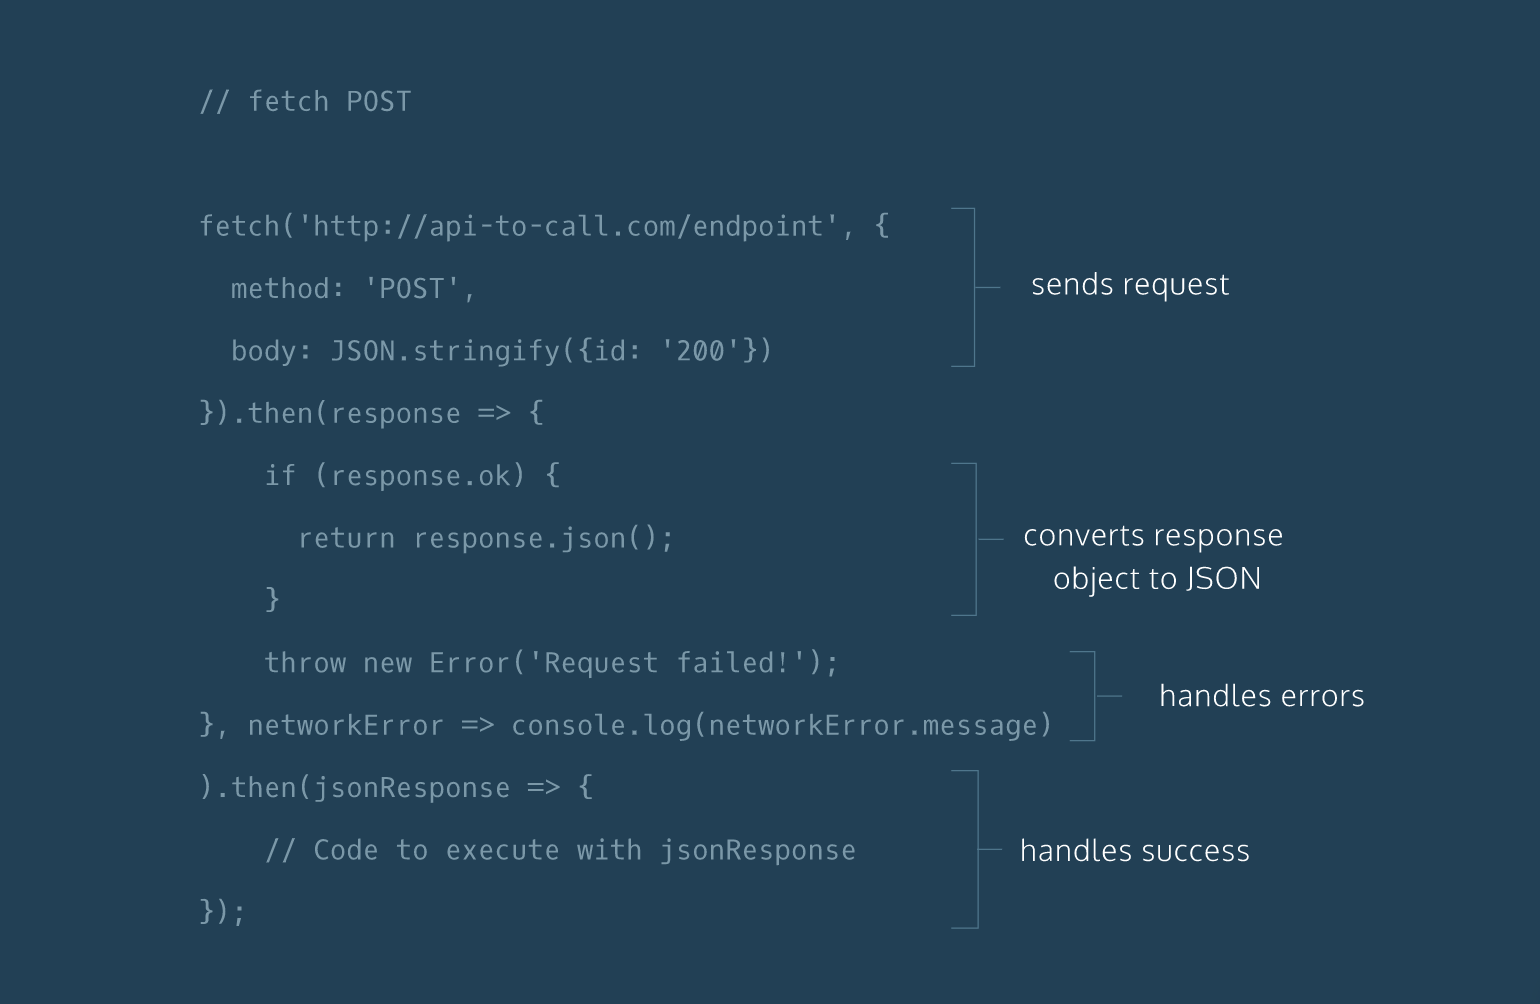 // fetch POST
fetch('http://api-to-call.com/endpoint', {
  method: 'POST',
  body: JSON.stringify({id: '200'})
}).then(response => {
    if (response.ok) {
      return response.json();
    }
    throw new Error('Request failed!');
}, networkError => console.log(networkError.message)
).then(jsonResponse => {
    // Code to execute with jsonResponse
});
sends request
converts response
object to JSON
handles errors
handles success